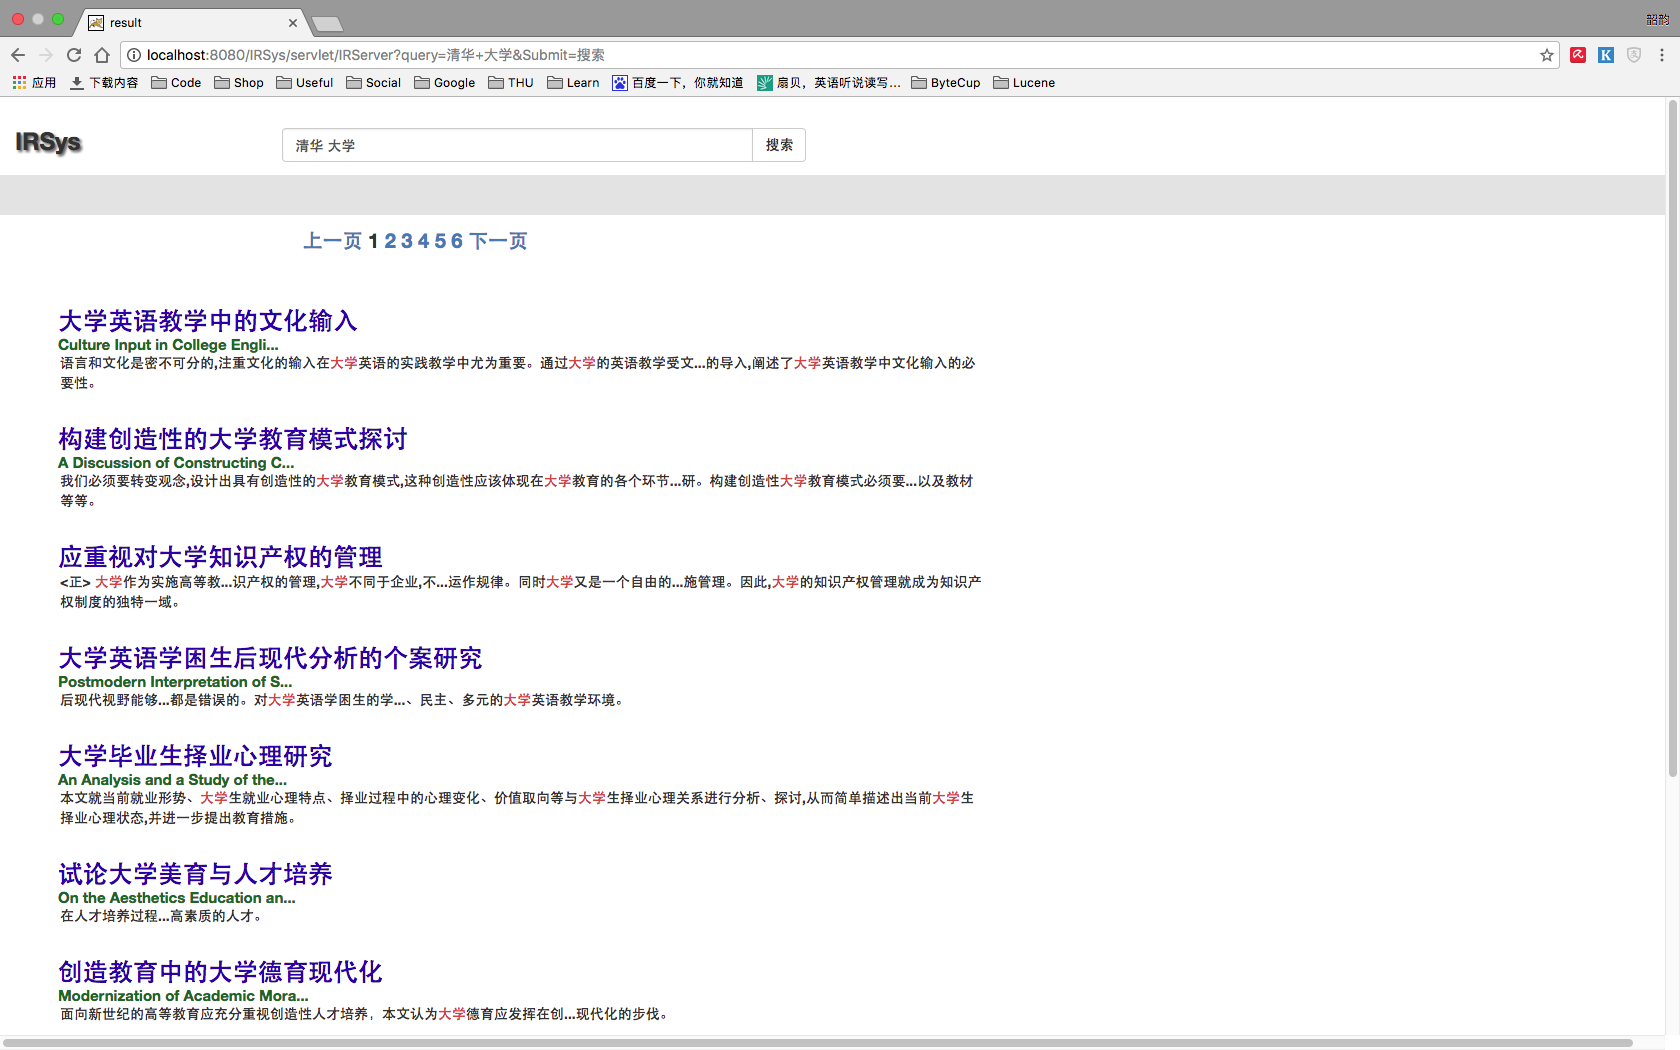 result
韶韵
localhost:8080/IRSys/servlet/IRServer?query=清华+大学&Submit=搜索
应用 下载内容 Code Shop Useful Social Google THU Learn 百度一下，你就知道 扇贝，英语听说读写... ByteCup Lucene
IRSys 清华 大学 搜索
上一页 1 2 3 4 5 6 下一页
大学英语教学中的文化输入
Culture Input in College Engli...
语言和文化是密不可分的,注重文化的输入在大学英语的实践教学中尤为重要。通过大学的英语教学受文...的导入,阐述了大学英语教学中文化输入的必
要性。
构建创造性的大学教育模式探讨
A Discussion of Constructing C...
我们必须要转变观念,设计出具有创造性的大学教育模式,这种创造性应该体现在大学教育的各个环节...研。构建创造性大学教育模式必须要...以及教材
等等。
应重视对大学知识产权的管理
<正> 大学作为实施高等教...识产权的管理,大学不同于企业,不...运作规律。同时大学又是一个自由的...施管理。因此,大学的知识产权管理就成为知识产
权制度的独特一域。
大学英语学困生后现代分析的个案研究
Postmodern Interpretation of S...
后现代视野能够...都是错误的。对大学英语学困生的学...、民主、多元的大学英语教学环境。
大学毕业生择业心理研究
An Analysis and a Study of the...
本文就当前就业形势、大学生就业心理特点、择业过程中的心理变化、价值取向等与大学生择业心理关系进行分析、探讨,从而简单描述出当前大学生
择业心理状态,并进一步提出教育措施。
试论大学美育与人才培养
On the Aesthetics Education an...
在人才培养过程...高素质的人才。
创造教育中的大学德育现代化
Modernization of Academic Mora...
面向新世纪的高等教育应充分重视创造性人才培养，本文认为大学德育应发挥在创...现代化的步伐。